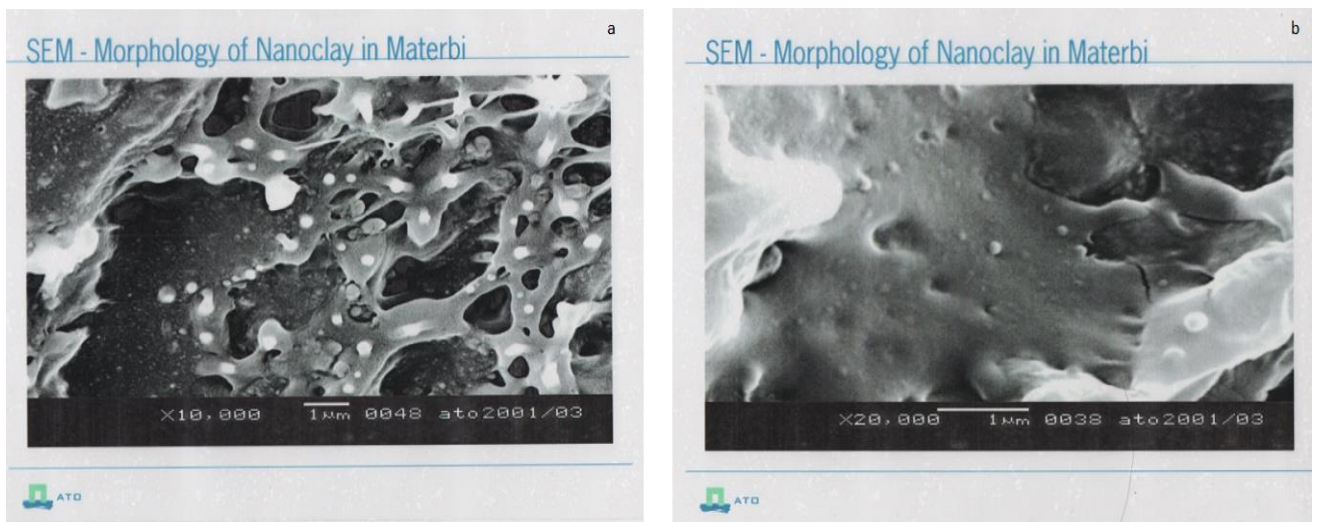 a
SEM - Morphology of Nanoclay in Materbi
X10,000 1µm 0048 ato2001/03
ATO
b
SEM - Morphology of Nanoclay in Materbi
X20,000 1µm 0038 ato2001/03
ATO